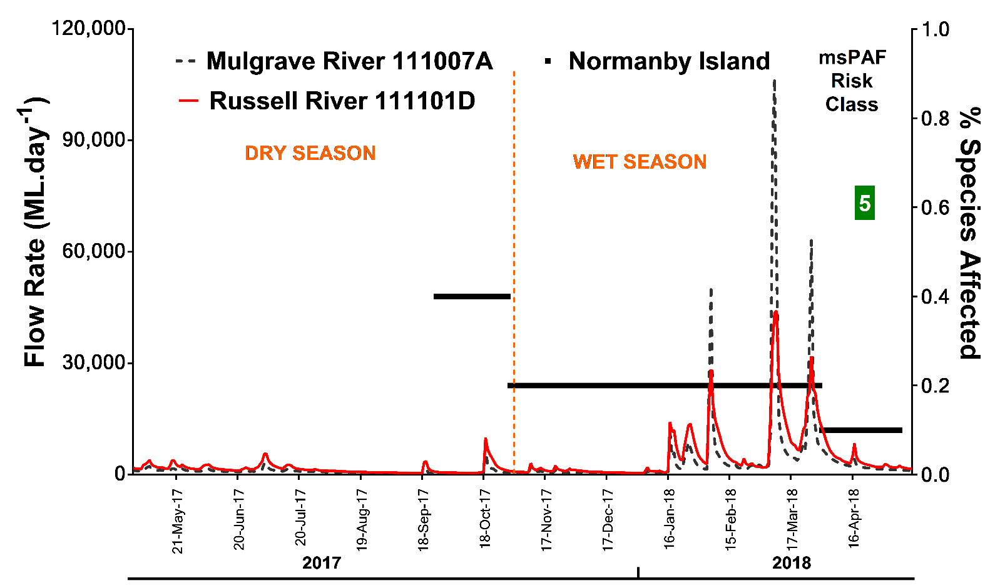 120,000
90,000
60,000
30,000
0
Flow Rate (ML.day-1)
Mulgrave River 111007A
Russell River 111101D
Normanby Island
msPAF
Risk
Class
DRY SEASON
WET SEASON
5
1.0
0.8
0.6
0.4
0.2
0.0
% Species Affected
21-May-17
20-Jun-17
20-Jul-17
19-Aug-17
18-Sep-17
18-Oct-17
17-Nov-17
17-Dec-17
16-Jan-18
15-Feb-18
17-Mar-18
16-Apr-18
2017
2018